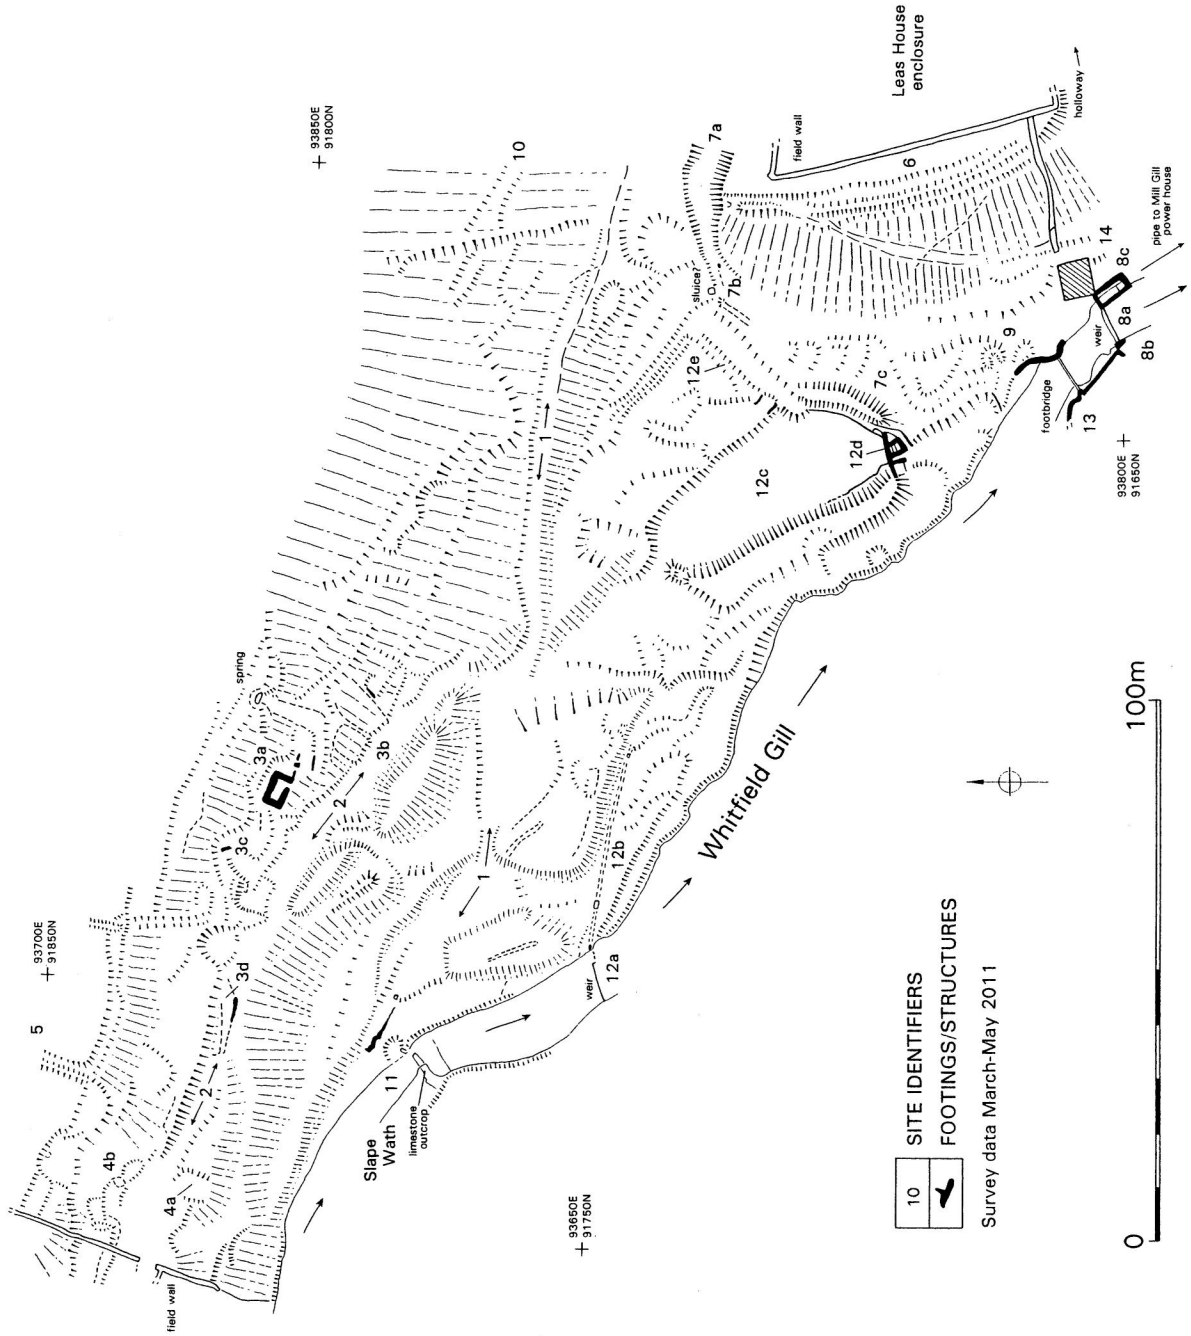 Leas House
enclosure
93850E
91800N
10
7a
field wall
holloway
6
sluice?
7b
14
pipe to Mill Gill
power house
8c
8a
weir
8b
9
footbridge
13
93800E
91650N
12e
7c
12d
12c
1
spring
3a
3b
2
3c
1
12b
Whitfield Gill
93700E
91850N
5
3d
2
12a
weir
11
Slape
Wath
limestone
outcrop
4b
4a
field wall
93650E
91750N
10 SITE IDENTIFIERS
FOOTINGS/STRUCTURES
Survey data March-May 2011
0 100m